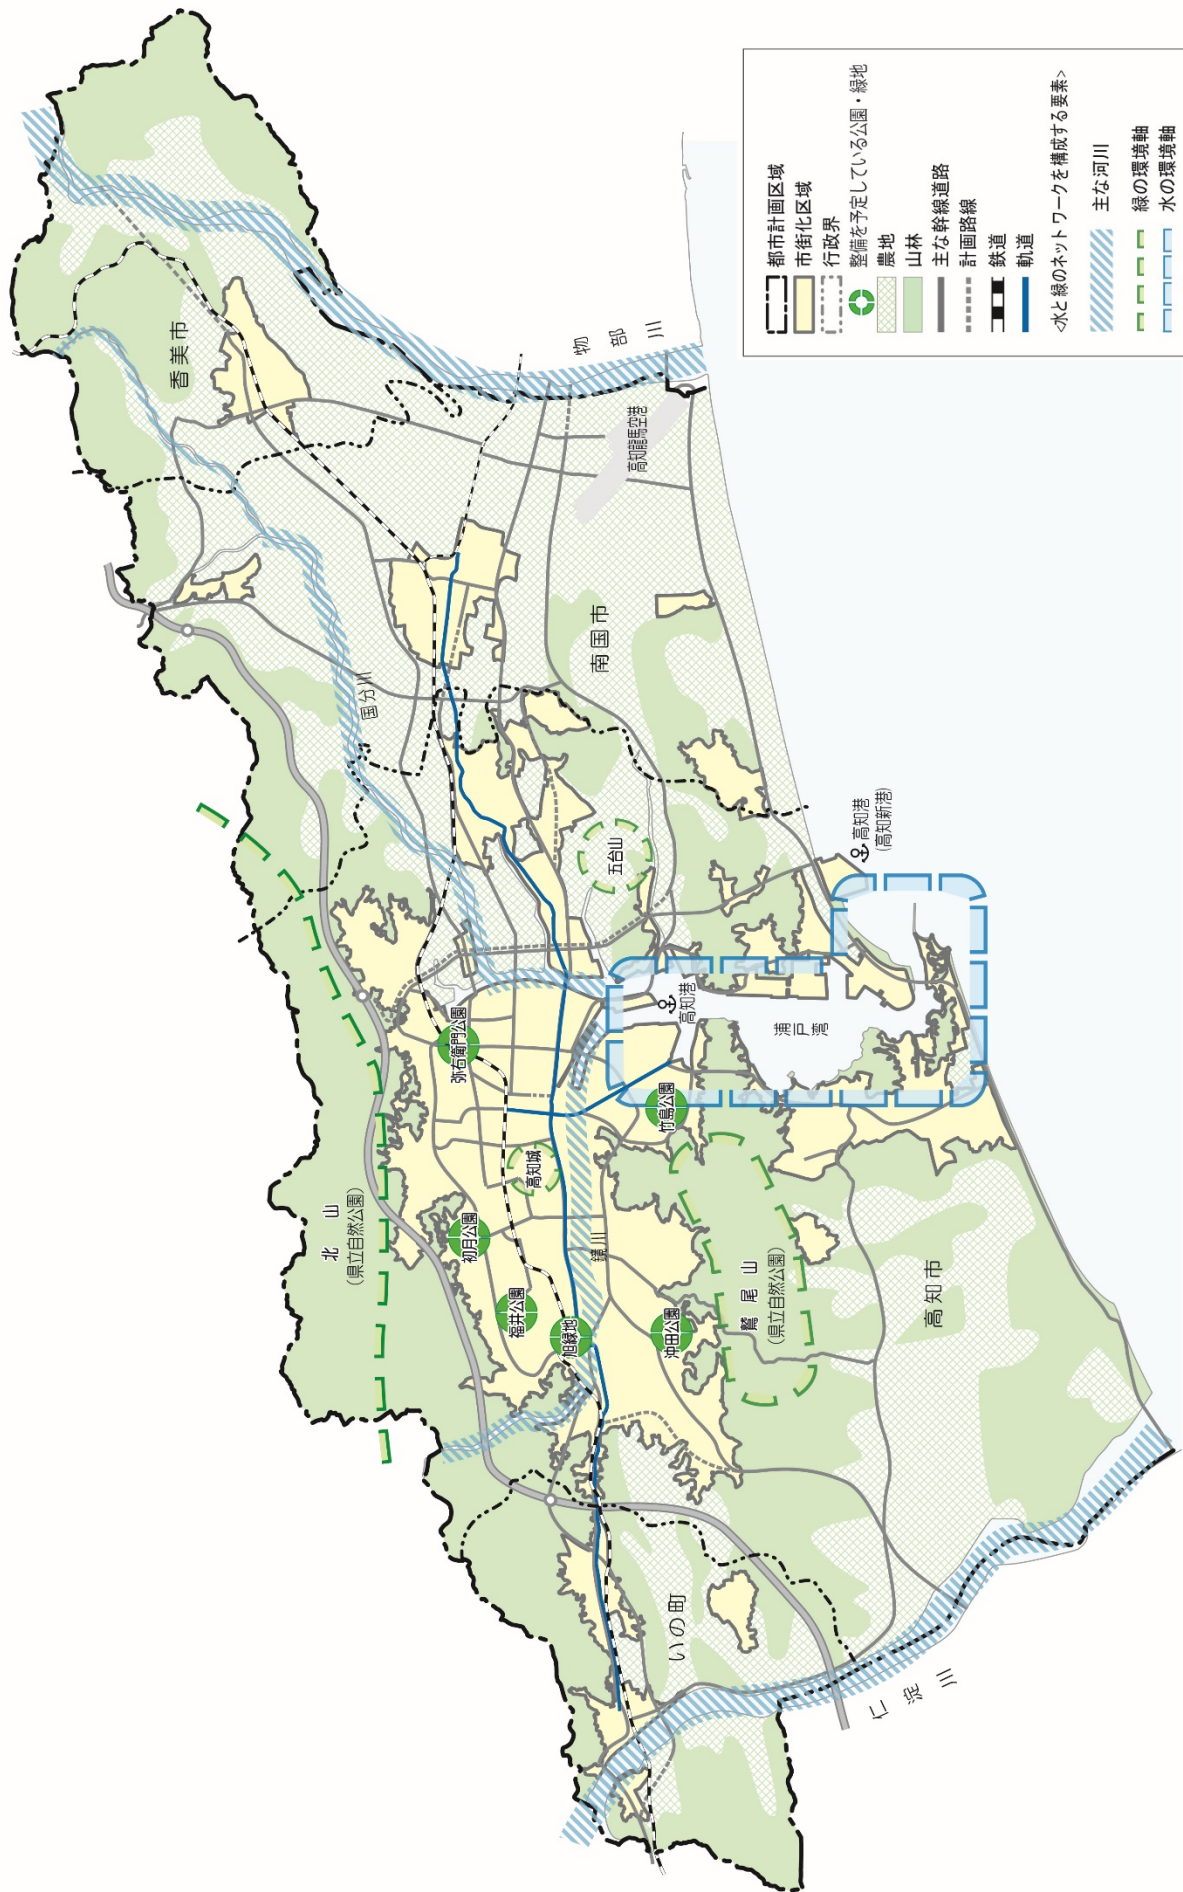 都市計画区域
市街化区域
行政界
整備を予定している公園・緑地
農地
山林
主な幹線道路
計画路線
鉄道
軌道
<水と緑のネットワークを構成する要素>
主な河川
緑の環境軸
水の環境軸
香美市
物部川
高知龍馬空港
国分川
南国市
五台山
高知港
(高知新港)
高知港
浦戸湾
弥右衛門公園
竹島公園
高知城
北山
(県立自然公園)
初月公園
鏡川
福井公園
旭緑地
沖田公園
鷲尾山
(県立自然公園)
高知市
いの町
仁淀川